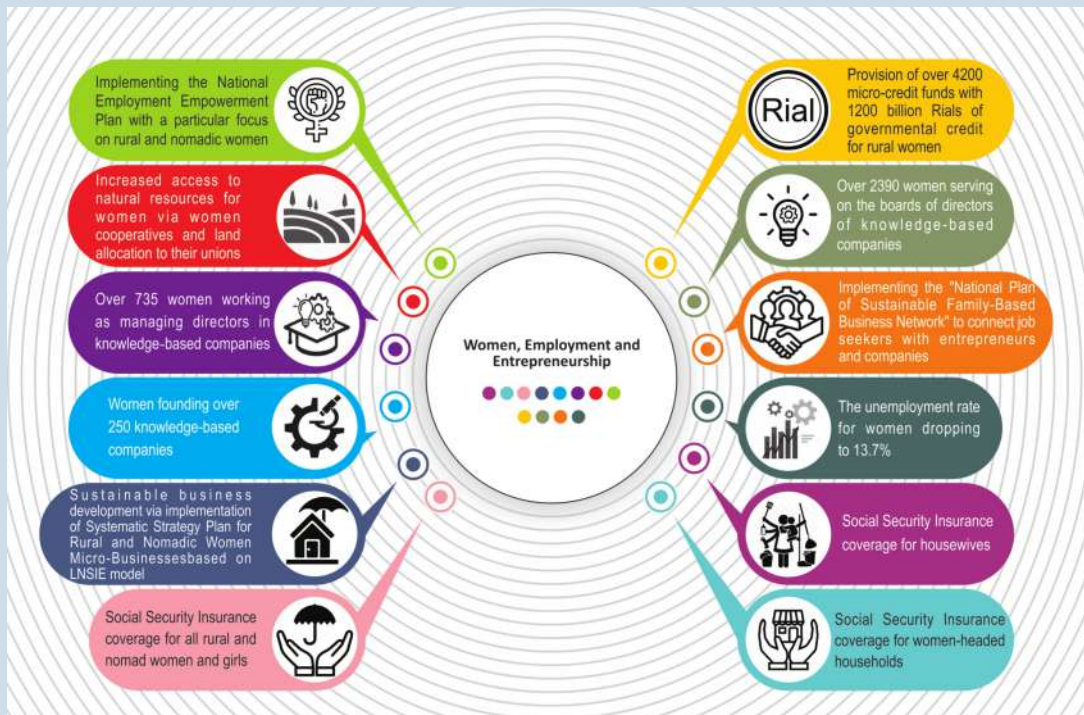 Implementing the National
Employment Empowerment
Plan with a particular focus
on rural and nomadic women
Increased access to
natural resources for
women via women
cooperatives and land
allocation to their unions
Over 735 women working
as managing directors in
knowledge-based companies
Women founding over
250 knowledge-based
companies
Sustainable business
development via implementation
of Systematic Strategy Plan for
Rural and Nomadic Women
Micro-Businessesbased on
LNSIE model
Social Security Insurance
coverage for all rural and
nomad women and girls
Women, Employment and
Entrepreneurship
Rial
Provision of over 4200
micro-credit funds with
1200 billion Rials of
governmental credit
for rural women
Over 2390 women serving
on the boards of directors
of knowledge-based
companies
Implementing the "National Plan
of Sustainable Family-Based
Business Network" to connect job
seekers with entrepreneurs
and companies
The unemployment rate
for women dropping
to 13.7%
Social Security Insurance
coverage for housewives
Social Security Insurance
coverage for women-headed
households